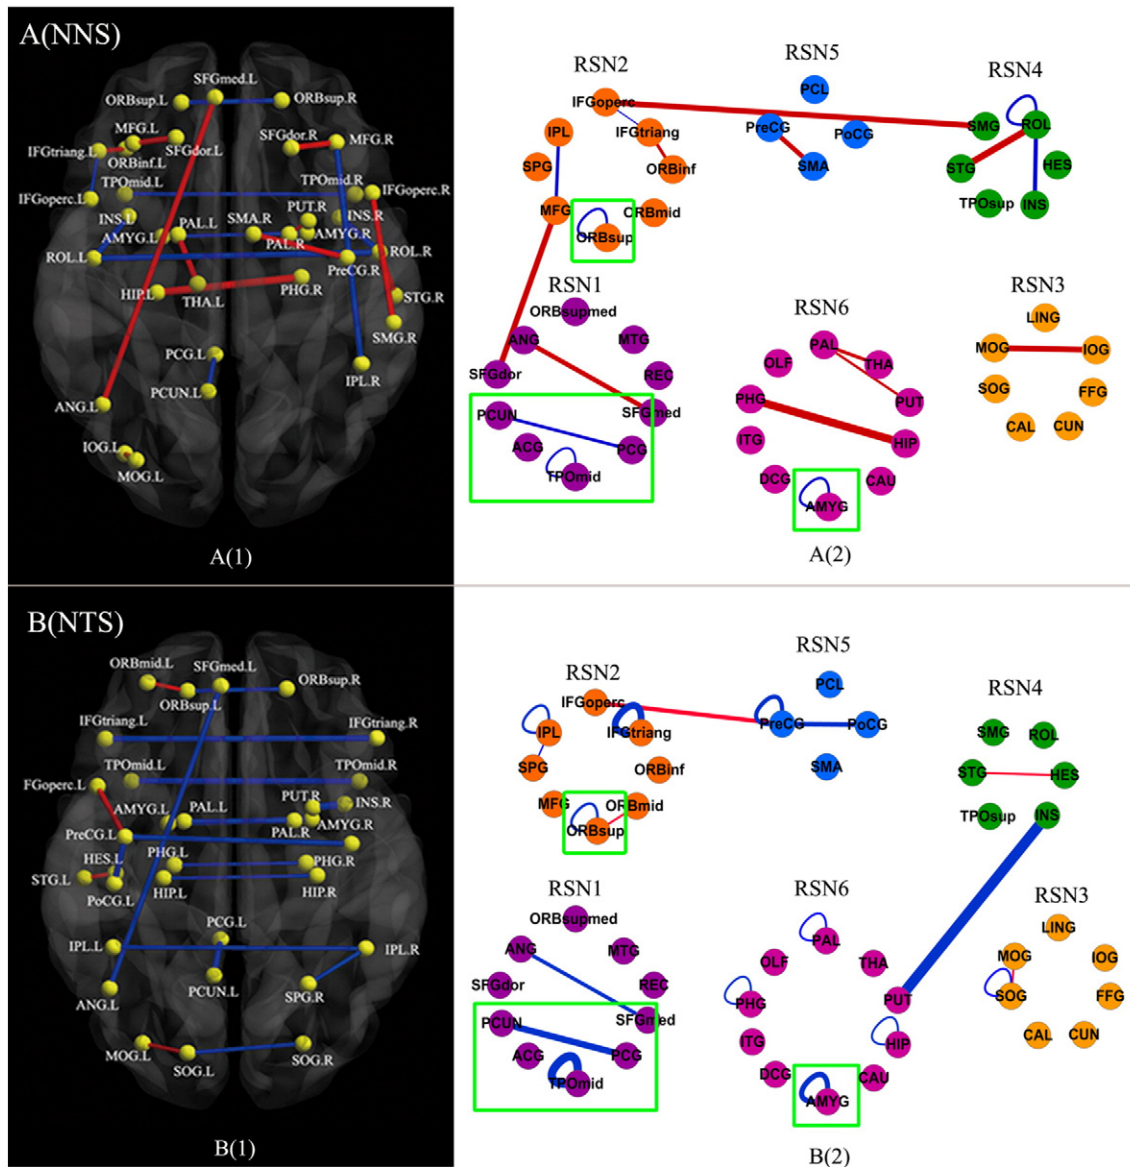 A(NNS)
SFGmed.L
ORBsup.L
ORBsup.R
MFG.L
SFGdor.R
MFG.R
IFGtriang.L
ORBinf.L
SFGdor.L
TPOmid.L
TPOmid.R
IFGoperc.L
IFGoperc.R
INS.L
PAL.L
SMA.R
PUT.R
INS.R
AMYG.L
PAL.R
AMYG.R
ROL.L
ROL.R
PreCG.R
HIP.L
THA.L
PHG.R
STG.R
SMG.R
PCG.L
PCUN.L
IPL.R
ANG.L
IOG.L
MOG.L
A(1)
RSN2
IFGoperc
IPL
IFGtriang
SPG
ORBinf
MFG
ORBmid
ORBsup
RSN5
PCL
PreCG
PoCG
SMA
RSN4
SMG
ROL
STG
HES
TPOsup
INS
RSN1
ORBsupmed
ANG
MTG
SFGdor
REC
PCUN
SFGmed
ACG
PCG
TPOmid
RSN6
PAL
OLF
THA
PHG
PUT
ITG
HIP
DCG
CAU
AMYG
RSN3
LING
MOG
IOG
SOG
FFG
CAL
CUN
A(2)
B(NTS)
ORBmid.L
SFGmed.L
ORBsup.R
ORBsup.L
IFGtriang.L
IFGtriang.R
TPOmid.L
TPOmid.R
FGoperc.L
AMYG.L
PAL.L
PUT.R
INS.R
PreCG.L
PAL.R
AMYG.R
HES.L
PHG.L
PHG.R
STG.L
PoCG.L
HIP.L
HIP.R
PCG.L
IPL.L
IPL.R
ANG.L
PCUN.L
SPG.R
MOG.L
SOG.L
SOG.R
B(1)
RSN2
IFGoperc
IPL
IFGtriang
SPG
ORBinf
MFG
ORBmid
ORBsup
RSN5
PCL
PreCG
PoCG
SMA
RSN4
SMG
ROL
STG
HES
TPOsup
INS
RSN1
ORBsupmed
ANG
MTG
SFGdor
REC
PCUN
SFGmed
ACG
PCG
TPOmid
RSN6
PAL
OLF
THA
PHG
PUT
ITG
HIP
DCG
CAU
AMYG
RSN3
LING
MOG
IOG
SOG
FFG
CAL
CUN
B(2)